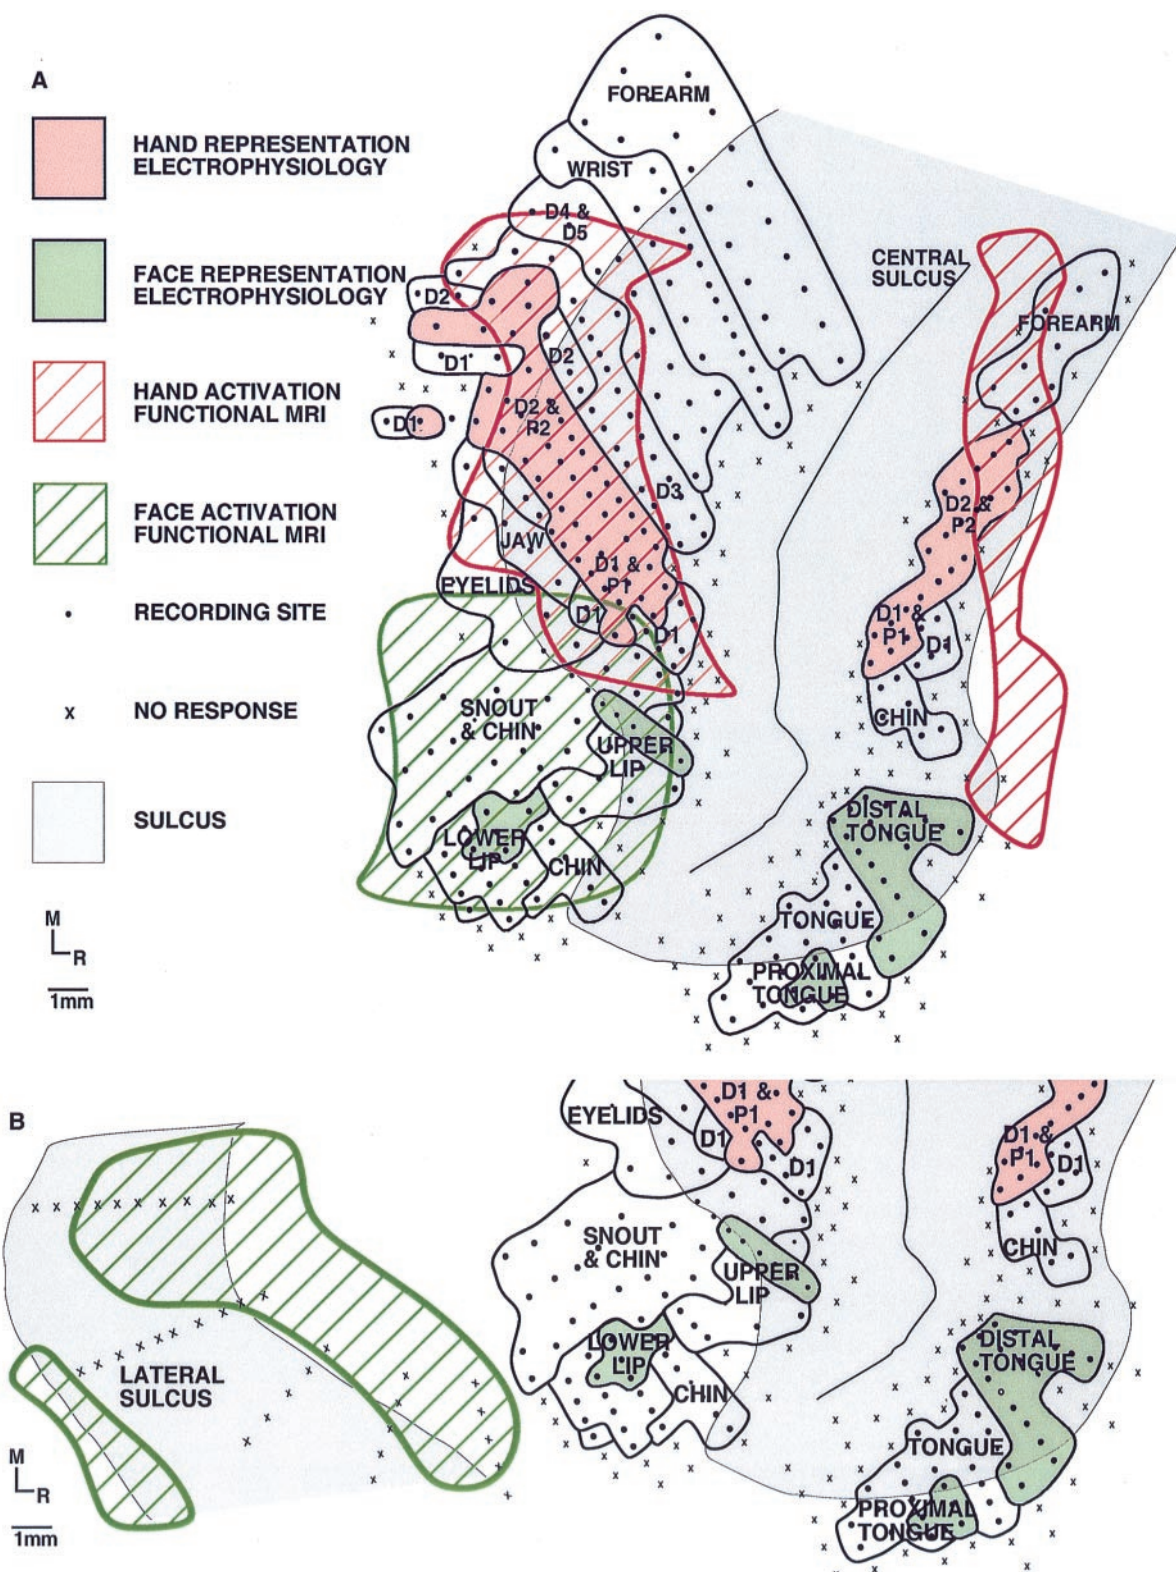 A
HAND REPRESENTATION
ELECTROPHYSIOLOGY
FACE REPRESENTATION
ELECTROPHYSIOLOGY
HAND ACTIVATION
FUNCTIONAL MRI
FACE ACTIVATION
FUNCTIONAL MRI
RECORDING SITE
x
NO RESPONSE
SULCUS
M
R
1mm
FOREARM
WRIST
D4 &
D5
D2
D1
D2
D2 &
P2
D1
D3
JAW
D1 &
P1
EYELIDS
D1
D1
SNOUT
& CHIN
UPPER
LIP
LOWER
LIP
CHIN
CENTRAL
SULCUS
FOREARM
D2 &
P2
D1 &
P1
D1
CHIN
DISTAL
TONGUE
TONGUE
PROXIMAL
TONGUE
B
LATERAL
SULCUS
M
R
1mm
EYELIDS
D1 &
P1
D1
D1
SNOUT
& CHIN
UPPER
LIP
LOWER
LIP
CHIN
D1 &
P1
D1
CHIN
DISTAL
TONGUE
TONGUE
PROXIMAL
TONGUE